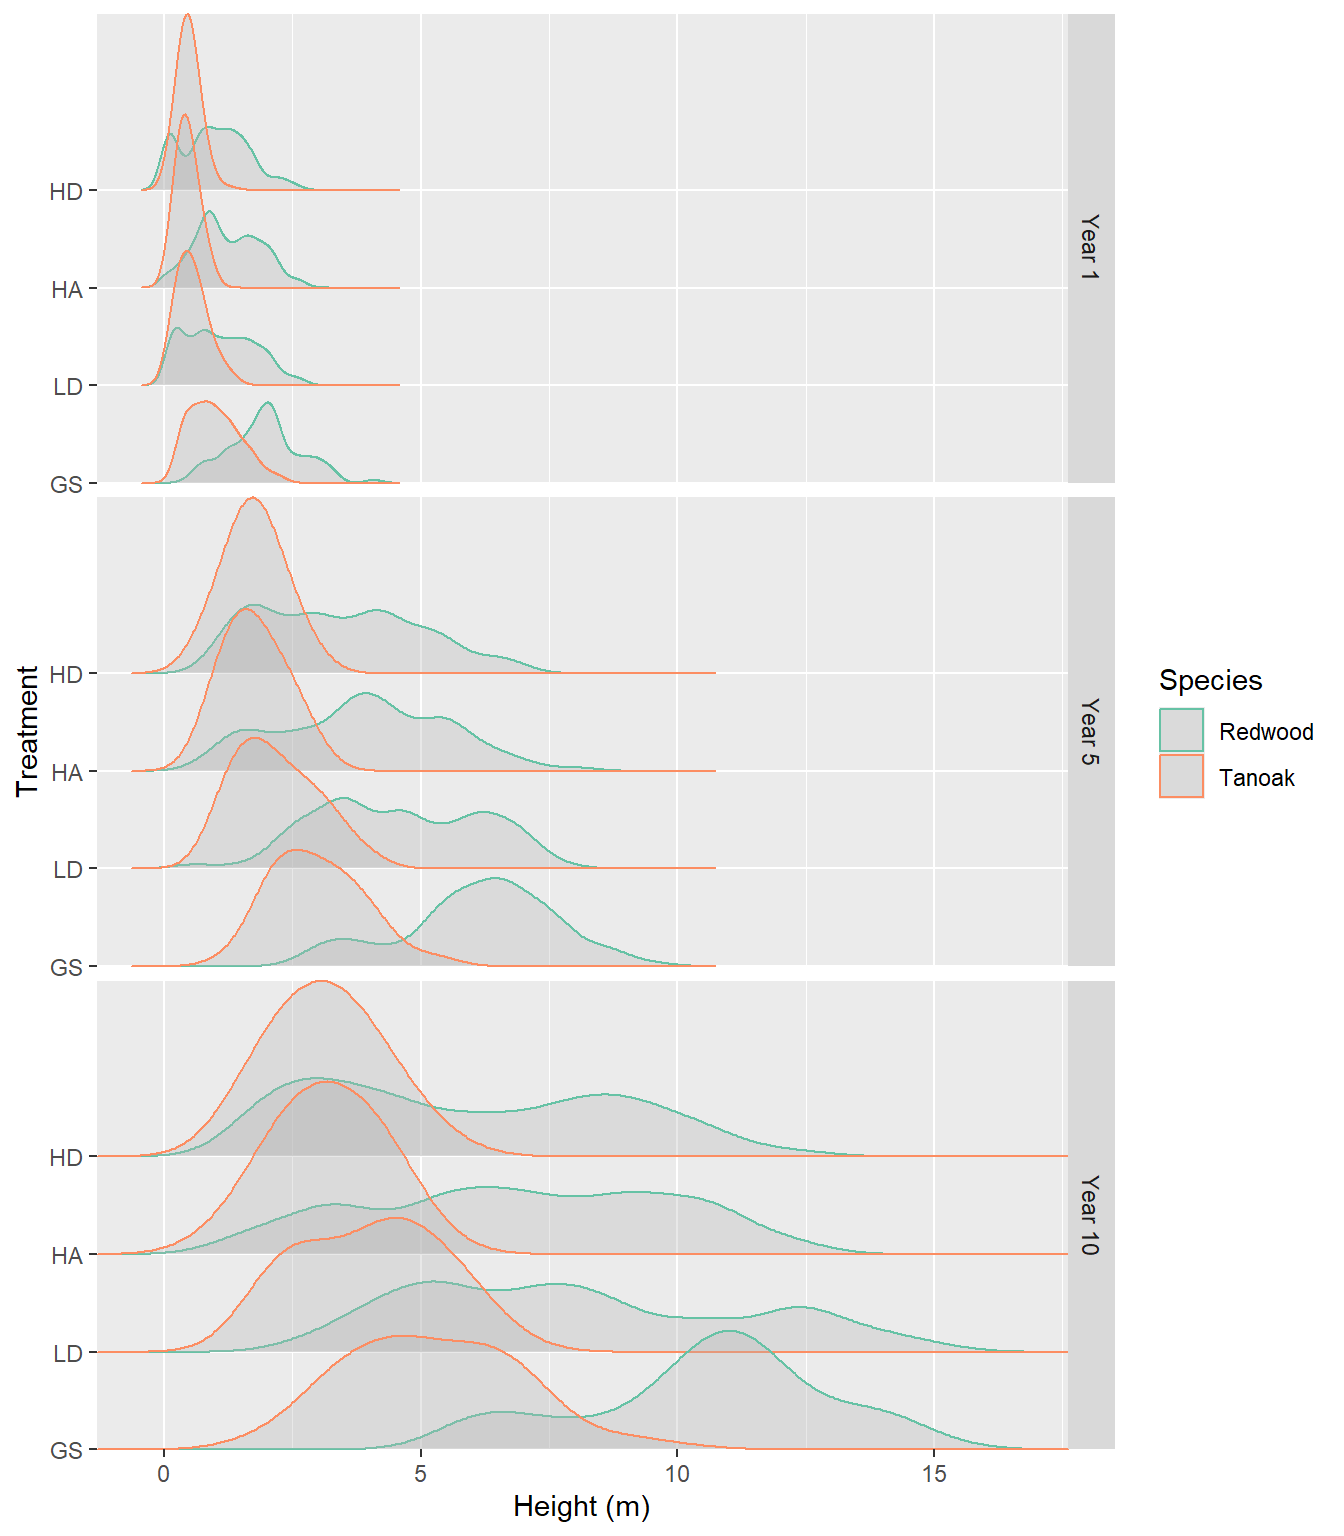 HD
HA
LD
GS
Year 1
HD
HA
LD
GS
Year 5
HD
HA
LD
GS
Year 10
0
5
10
15
Height (m)
Treatment
Species
Redwood
Tanoak